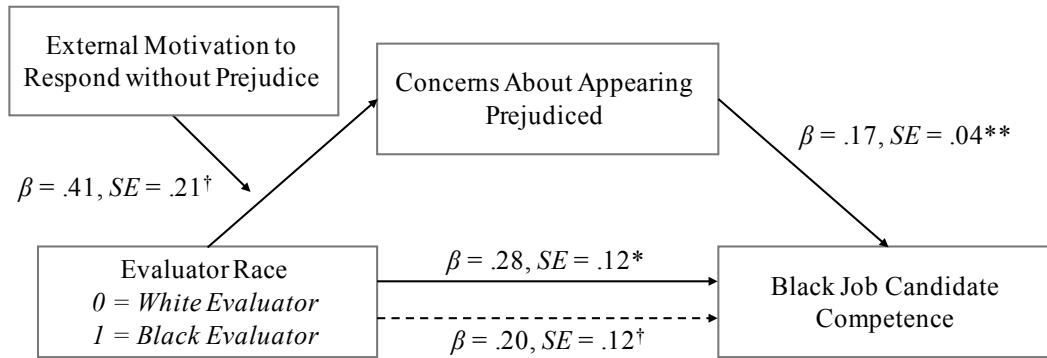 External Motivation to
Respond without Prejudice
Concerns About Appearing
Prejudiced
β = .17, SE = .04**
β = .41, SE = .21†
Evaluator Race
0 = White Evaluator
1 = Black Evaluator
β = .28, SE = .12*
β = .20, SE = .12†
Black Job Candidate
Competence